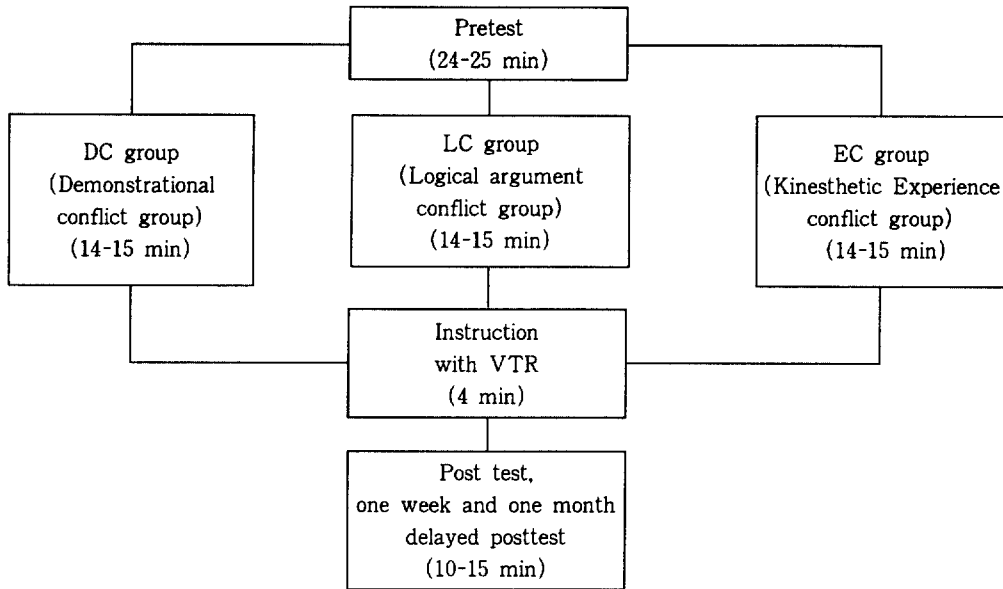 Pretest
(24-25 min)
DC group
(Demonstrational
conflict group)
(14-15 min)
LC group
(Logical argument
conflict group)
(14-15 min)
EC group
(Kinesthetic Experience
conflict group)
(14-15 min)
Instruction
with VTR
(4 min)
Post test,
one week and one month
delayed posttest
(10-15 min)